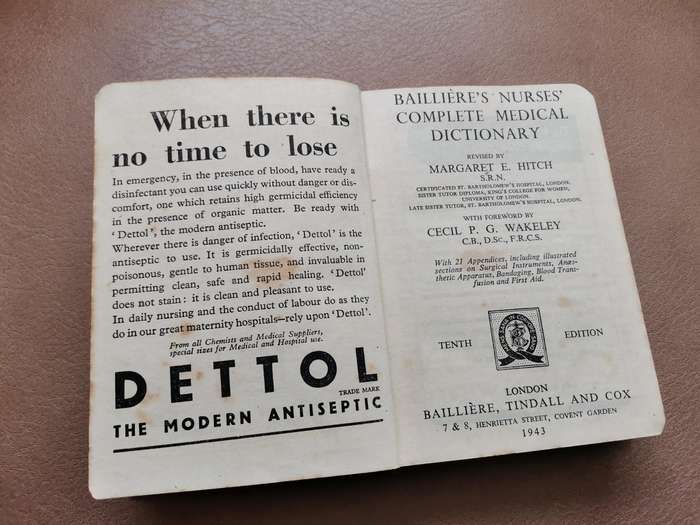 When there is
no time to lose
In emergency, in the presence of blood, have ready a
disinfectant you can use quickly without danger or dis-
comfort, one which retains high germicidal efficiency
in the presence of organic matter. Be ready with
‘Dettol’, the modern antiseptic.
Wherever there is danger of infection, ‘Dettol’ is the
antiseptic to use. It is germicidally effective, non-
poisonous, gentle to human tissue, and invaluable in
permitting clean, safe and rapid healing. ‘Dettol’
does not stain: it is clean and pleasant to use.
In daily nursing and the conduct of labour do as they
do in our great maternity hospitals—rely upon ‘Dettol’.
From all Chemists and Medical Suppliers,
special sizes for Medical and Hospital use.
DETTOL
TRADE MARK
THE MODERN ANTISEPTIC
BAILLIÈRE'S NURSES'
COMPLETE MEDICAL
DICTIONARY
REVISED BY
MARGARET E. HITCH
S.R.N.
CERTIFICATED ST. BARTHOLOMEW'S HOSPITAL, LONDON.
SISTER TUTOR DIPLOMA, KING'S COLLEGE FOR WOMEN,
UNIVERSITY OF LONDON.
LATE SISTER TUTOR, ST. BARTHOLOMEW'S HOSPITAL, LONDON.
WITH FOREWORD BY
CECIL P. G. WAKELEY
C.B., D.Sc., F.R.C.S.
With 21 Appendices, including illustrated
sections on Surgical Instruments, Anæs-
thetic Apparatus, Bandaging, Blood Trans-
fusion and First Aid.
TENTH EDITION
LONDON
BAILLIÈRE, TINDALL AND COX
7 & 8, HENRIETTA STREET, COVENT GARDEN
1943